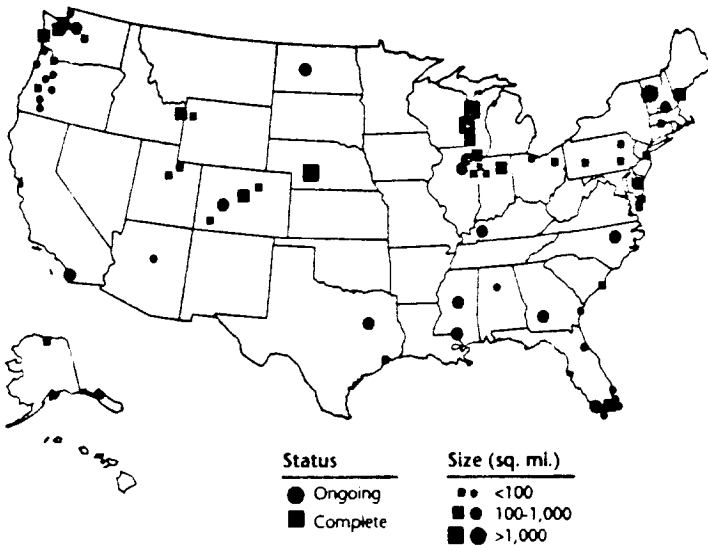 Status
Ongoing
Complete
Size (sq. mi.)
<100
100-1,000
>1,000